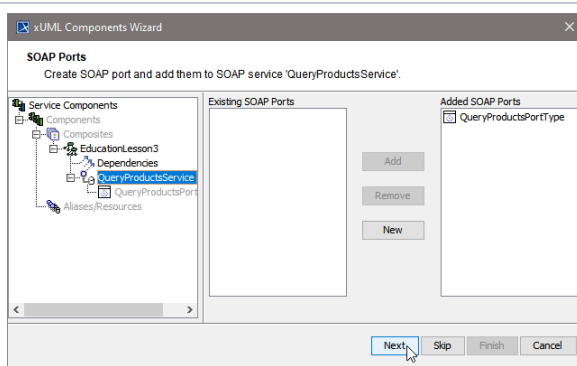 xUML Components Wizard
SOAP Ports
Create SOAP port and add them to SOAP service 'QueryProductsService'.
Service Components
Components
Composites
EducationLesson3
Dependencies
QueryProductsService
QueryProductsPort
Aliases/Resources
Existing SOAP Ports
Add
Remove
New
Added SOAP Ports
QueryProductsPortType
Next
Skip
Finish
Cancel